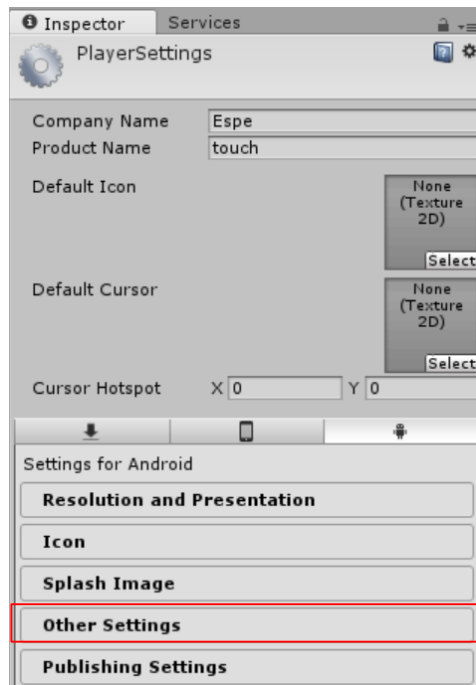 Inspector
Services
PlayerSettings
Company Name Espe
Product Name touch
Default Icon
None
(Texture
2D)
Select
Default Cursor
None
(Texture
2D)
Select
Cursor Hotspot X 0 Y 0
Settings for Android
Resolution and Presentation
Icon
Splash Image
Other Settings
Publishing Settings